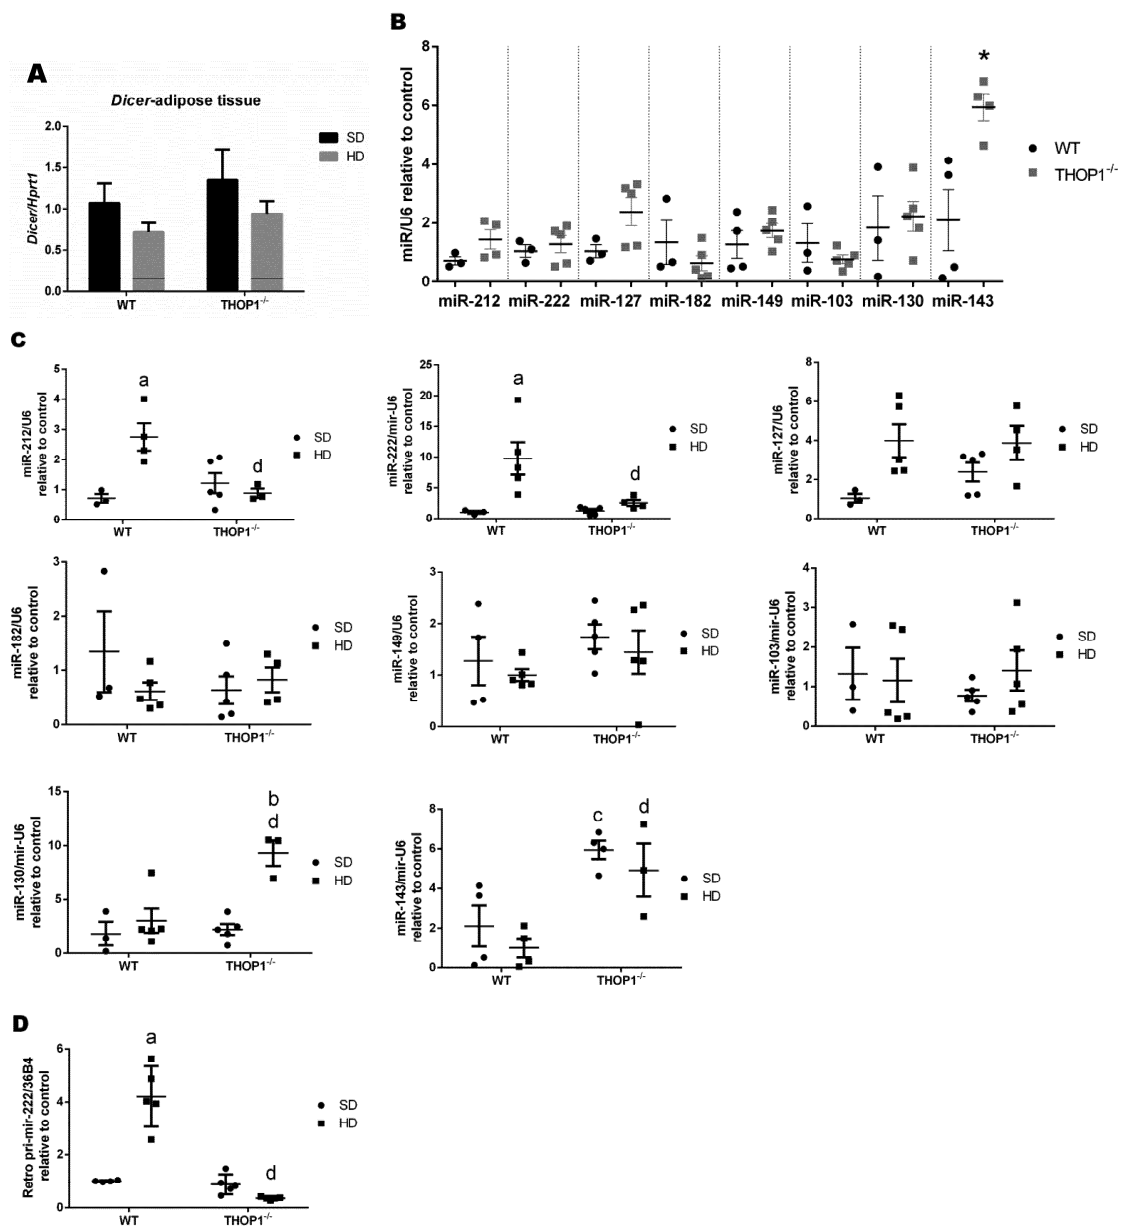 A
Dicer-adipose tissue
Dicer/Hprt1
2.0
1.5
1.0
0.5
0.0
WT
THOP1-/-
SD
HD
B
miR/U6 relative to control
8
6
4
2
0
*
miR-212 miR-222 miR-127 miR-182 miR-149 miR-103 miR-130 miR-143
WT
THOP1-/-
C
miR-212/U6
relative to control
5
4
3
2
1
0
a
d
WT
THOP1-/-
SD
HD
miR-222/mir-U6
relative to control
25
20
15
10
5
0
a
d
WT
THOP1-/-
SD
HD
miR-127/U6
relative to control
8
6
4
2
0
WT
THOP1-/-
SD
HD
miR-182/U6
relative to control
3
2
1
0
WT
THOP1-/-
SD
HD
miR-149/U6
relative to control
3
2
1
0
WT
THOP1-/-
SD
HD
miR-103/mir-U6
relative to control
4
3
2
1
0
WT
THOP1-/-
SD
HD
miR-130/mir-U6
relative to control
15
10
5
0
b
d
WT
THOP1-/-
SD
HD
miR-143/mir-U6
relative to control
8
6
4
2
0
c
d
WT
THOP1-/-
SD
HD
D
Retro pri-mir-222/36B4
relative to control
6
4
2
0
a
d
WT
THOP1-/-
SD
HD